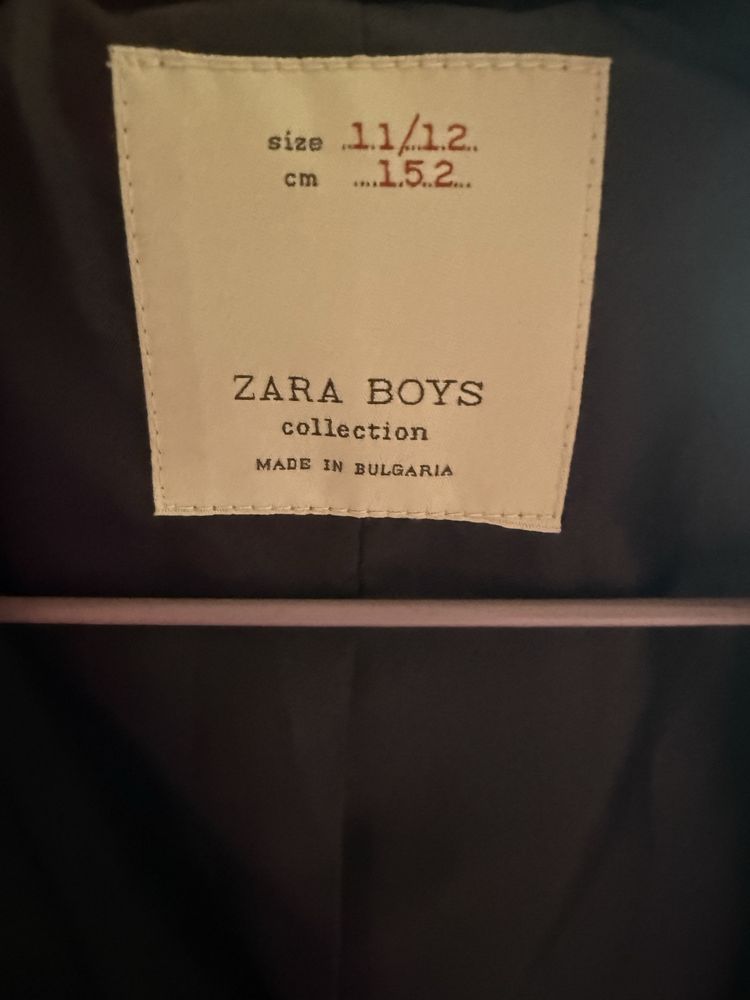 size 11/12
cm 152
ZARA BOYS
collection
MADE IN BULGARIA